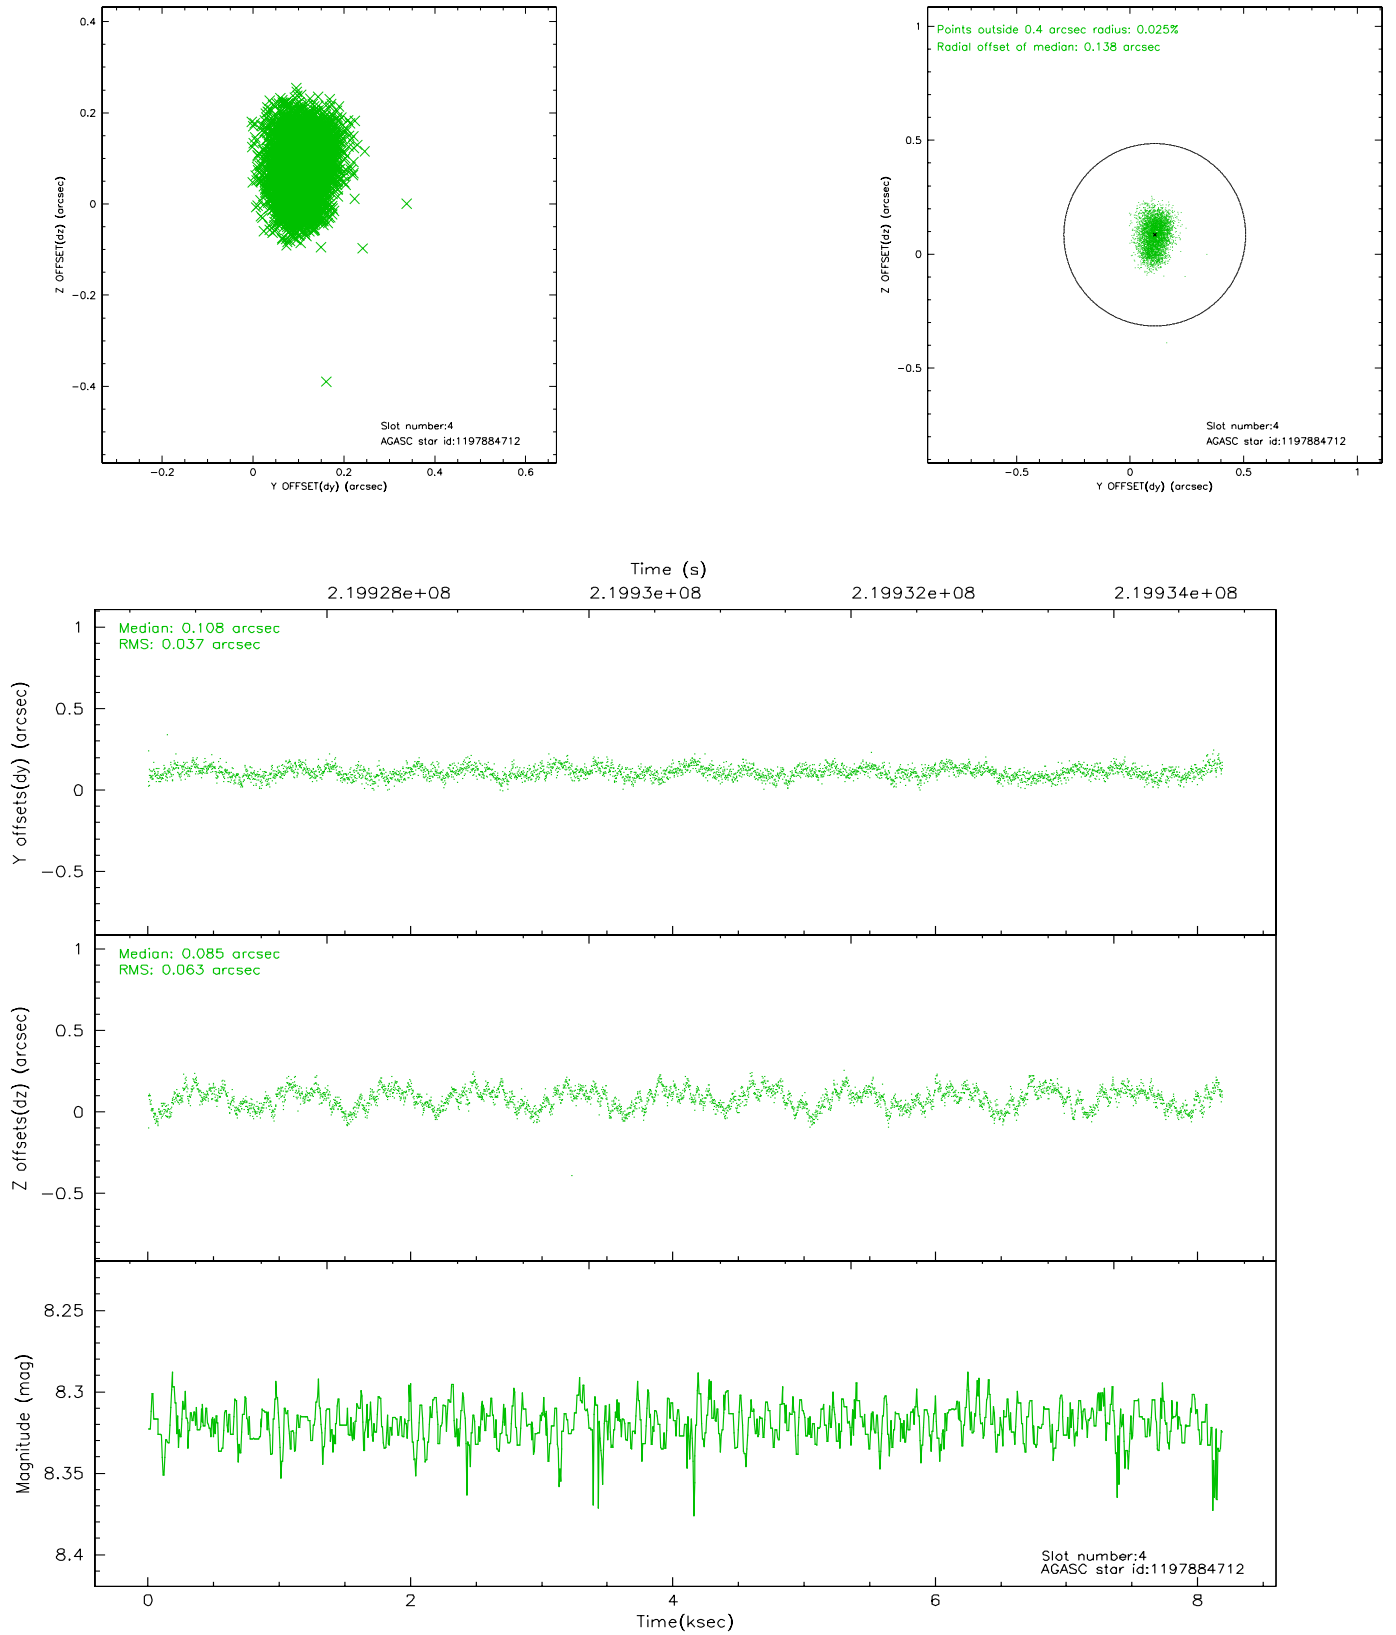 0.4
0.2
0
−0.2
−0.4
Z OFFSET(dz) (arcsec)
−0.2 0 0.2 0.4 0.6
Y OFFSET(dy) (arcsec)
Slot number:4
AGASC star id:1197884712
Points outside 0.4 arcsec radius: 0.025%
Radial offset of median: 0.138 arcsec
1
0.5
0
−0.5
Z OFFSET(dz) (arcsec)
−0.5 0 0.5 1
Y OFFSET(dy) (arcsec)
Slot number:4
AGASC star id:1197884712
Time (s)
2.19928e+08 2.1993e+08 2.19932e+08 2.19934e+08
Median: 0.108 arcsec
RMS: 0.037 arcsec
1
0.5
0
−0.5
Y offsets(dy) (arcsec)
Median: 0.085 arcsec
RMS: 0.063 arcsec
1
0.5
0
−0.5
Z offsets(dz) (arcsec)
8.25
8.3
8.35
8.4
Magnitude (mag)
Slot number:4
AGASC star id:1197884712
0 2 4 6 8
Time(ksec)